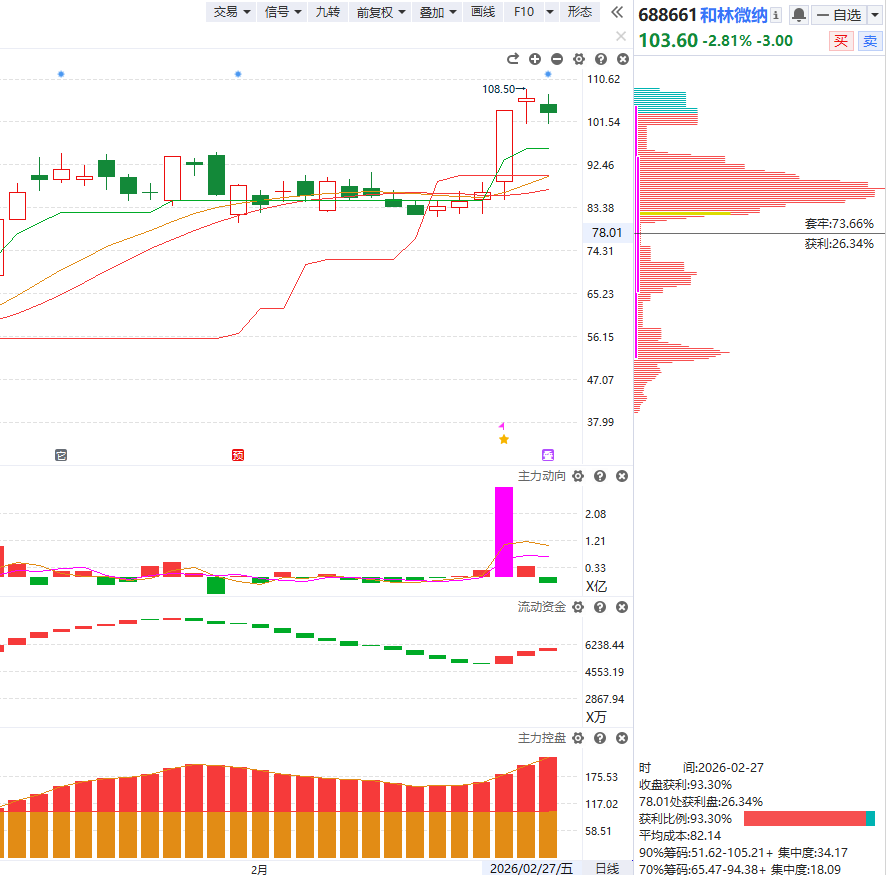 交易 信号 九转 前复权 叠加 画线 F10 形态
688661和林微纳 自选
103.60 -2.81% -3.00 买 卖
110.62
108.50
101.54
92.46
83.38
78.01
74.31
65.23
56.15
47.07
37.99
套牢:73.66%
获利:26.34%
预
主力动向
2.08
1.21
0.33
X亿
流动资金
6238.44
4553.19
2867.94
X万
主力控盘
175.53
117.02
58.51
2月 2026/02/27/五 日线
时 间:2026-02-27
收盘获利:93.30%
78.01处获利盘:26.34%
获利比例:93.30%
平均成本:82.14
90%筹码:51.62-105.21+ 集中度:34.17
70%筹码:65.47-94.38+ 集中度:18.09